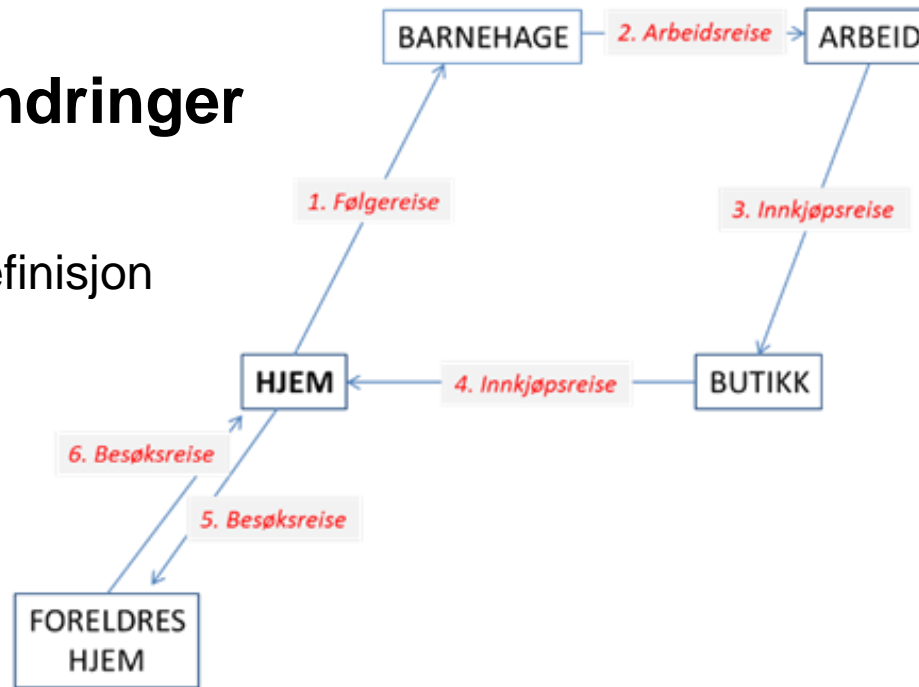 BARNEHAGE
2. Arbeidsreise
ARBEID
ndringer
1. Følgereise
3. Innkjøpsreise
efinisjon
HJEM
4. Innkjøpsreise
BUTIKK
6. Besøksreise
5. Besøksreise
FORELDRES
HJEM